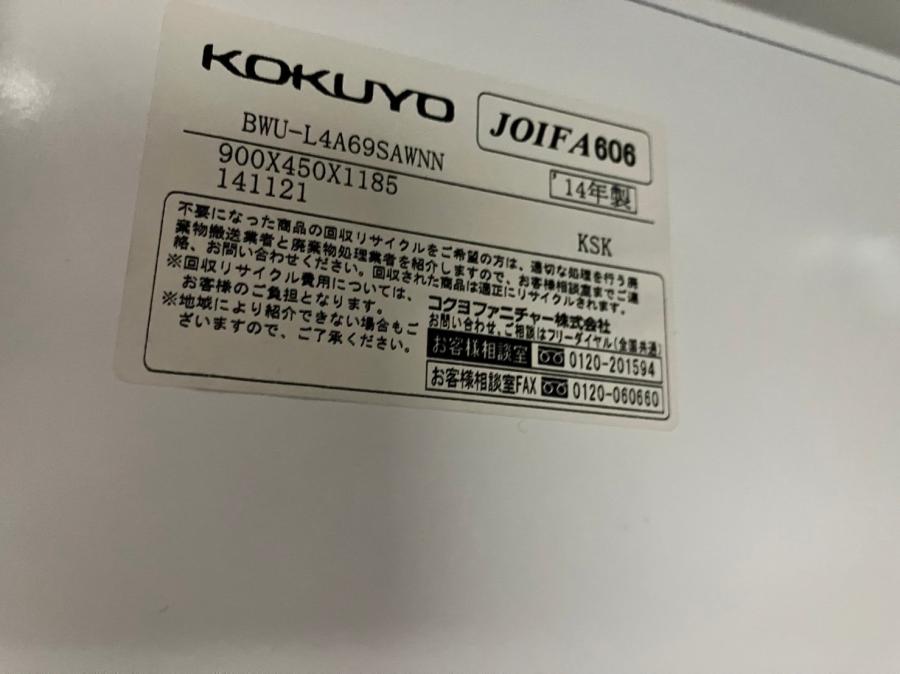 KOKUYO
JOIFA606
BWU-L4A69SAWNN
'14年製
900X450X1185
141121
KSK
不要になった商品の回収リサイクルをご希望の方は、適切な処理を行う廃
棄物搬送業者と廃棄物処理業者を紹介しますので、お客様相談室までご連
絡、お問い合わせください。回収された商品は適正にリサイクルされます。
※回収リサイクル費用については、
お客様のご負担となります。
※地域により紹介できない場合もご
ざいますので、ご了承ください。
コクヨファニチャー株式会社
お問い合わせ、ご相談はフリーダイヤル(全国共通)
お客様相談室 0120-201594
お客様相談室FAX 0120-060660